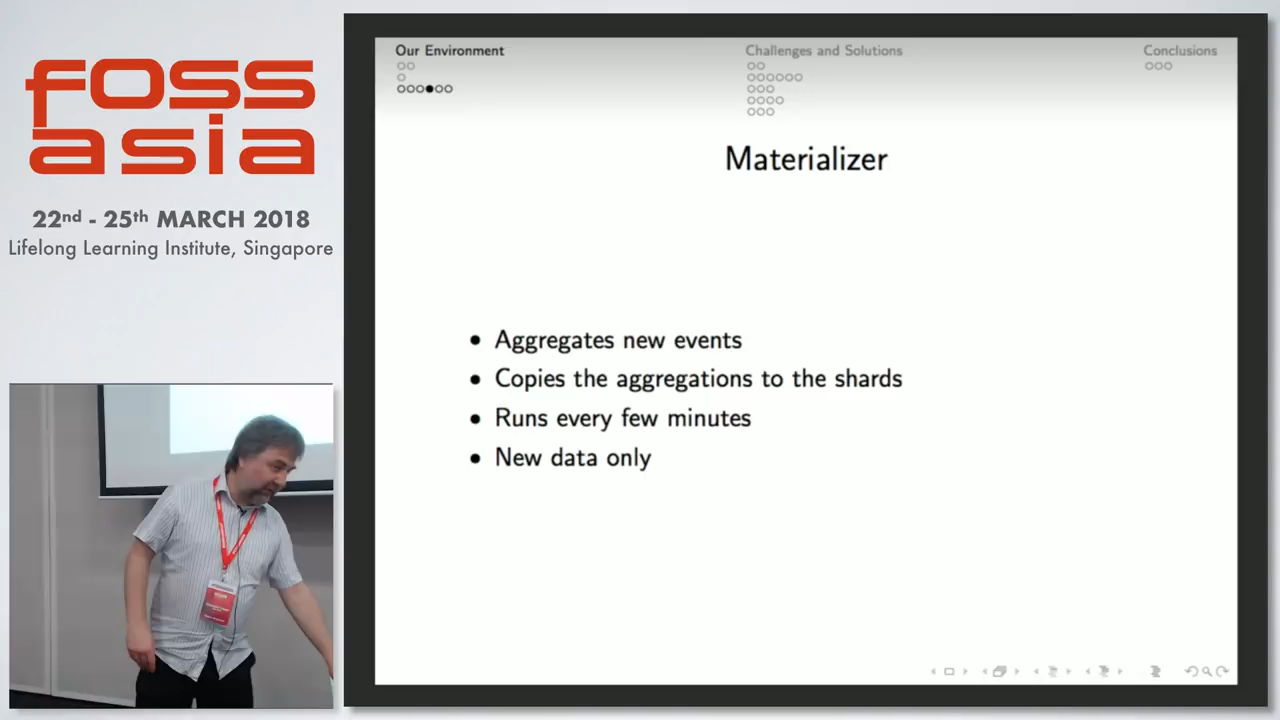 foss
asia
22nd - 25th MARCH 2018
Lifelong Learning Institute, Singapore
Our Environment
Challenges and Solutions
Conclusions
Materializer
• Aggregates new events
• Copies the aggregations to the shards
• Runs every few minutes
• New data only